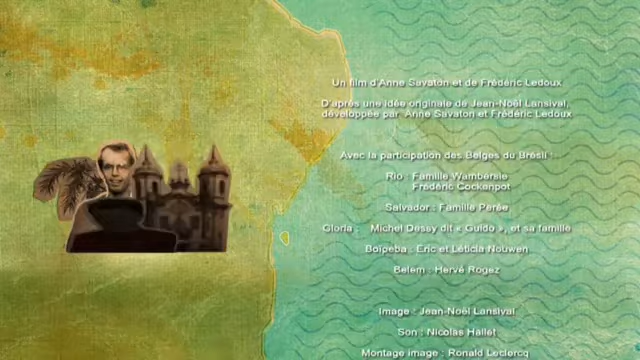 Un film d'Anne Savaton et de Frédéric Ledoux
D'après une idée originale de Jean-Noël Lansival,
développée par Anne Savaton et Frédéric Ledoux
Avec la participation des Belges du Brésil :
Rio : Famille Wambersie
Frédéric Cockenpot
Salvador : Famille Perée
Gloria : Michel Dessy dit « Guido », et sa famille
Boipeba : Eric et Léticia Nouwen
Belem : Hervé Rogez
Image : Jean-Noël Lansival
Son : Nicolas Hallet
Montage image : Ronald Leclercq